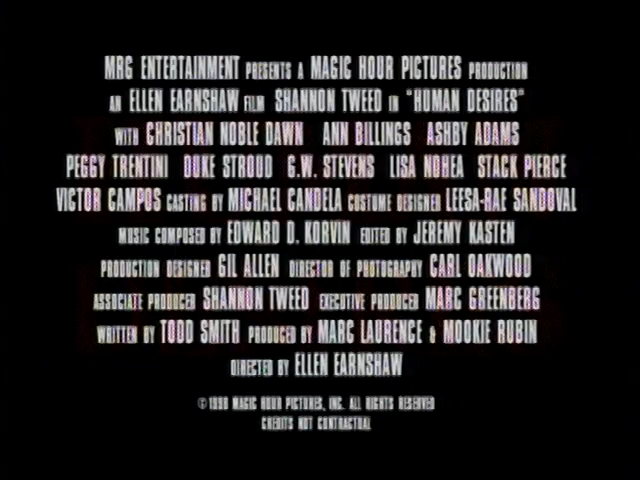 MRG ENTERTAINMENT PRESENTS A MAGIC HOUR PICTURES PRODUCTION
AN ELLEN EARNSHAW FILM SHANNON TWEED IN "HUMAN DESIRES"
WITH CHRISTIAN NOBLE DAWN ANN BILLINGS ASHBY ADAMS
PEGGY TRENTINI DUKE STROUD G.W. STEVENS LISA NOHEA STACK PIERCE
VICTOR CAMPOS CASTING BY MICHAEL CANDELA COSTUME DESIGNER LEESA-RAE SANDOVAL
MUSIC COMPOSED BY EDWARD D. KORVIN EDITED BY JEREMY KASTEN
PRODUCTION DESIGNER GIL ALLEN DIRECTOR OF PHOTOGRAPHY CARL OAKWOOD
ASSOCIATE PRODUCER SHANNON TWEED EXECUTIVE PRODUCER MARC GREENBERG
WRITTEN BY TODD SMITH PRODUCED BY MARC LAURENCE & MOOKIE RUBIN
DIRECTED BY ELLEN EARNSHAW
© MAGIC HOUR PICTURES, INC. ALL RIGHTS RESERVED
CREDITS NOT CONTRACTUAL